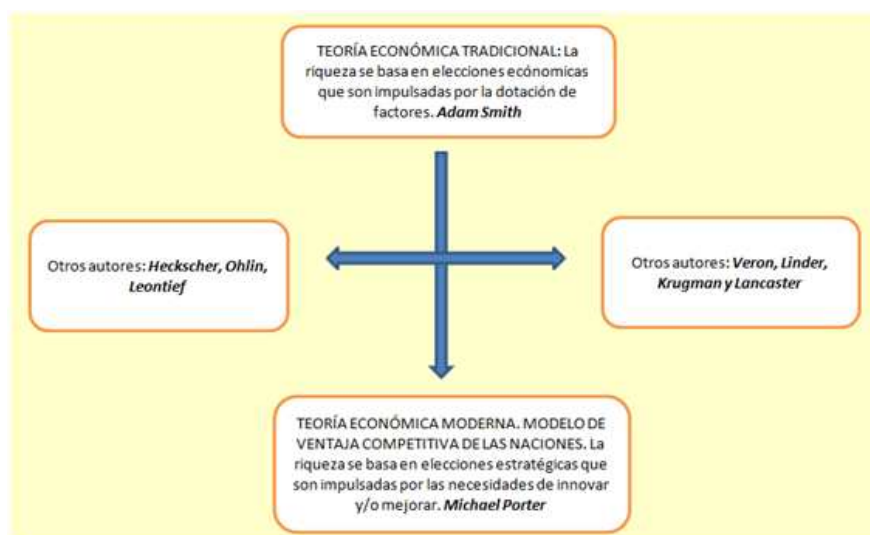 TEORÍA ECONÓMICA TRADICIONAL: La
riqueza se basa en elecciones ecónomicas
que son impulsadas por la dotación de
factores. Adam Smith
Otros autores: Heckscher, Ohlin,
Leontief
Otros autores: Veron, Linder,
Krugman y Lancaster
TEORÍA ECONÓMICA MODERNA. MODELO DE
VENTAJA COMPETITIVA DE LAS NACIONES. La
riqueza se basa en elecciones estratégicas que
son impulsadas por las necesidades de innovar
y/o mejorar. Michael Porter